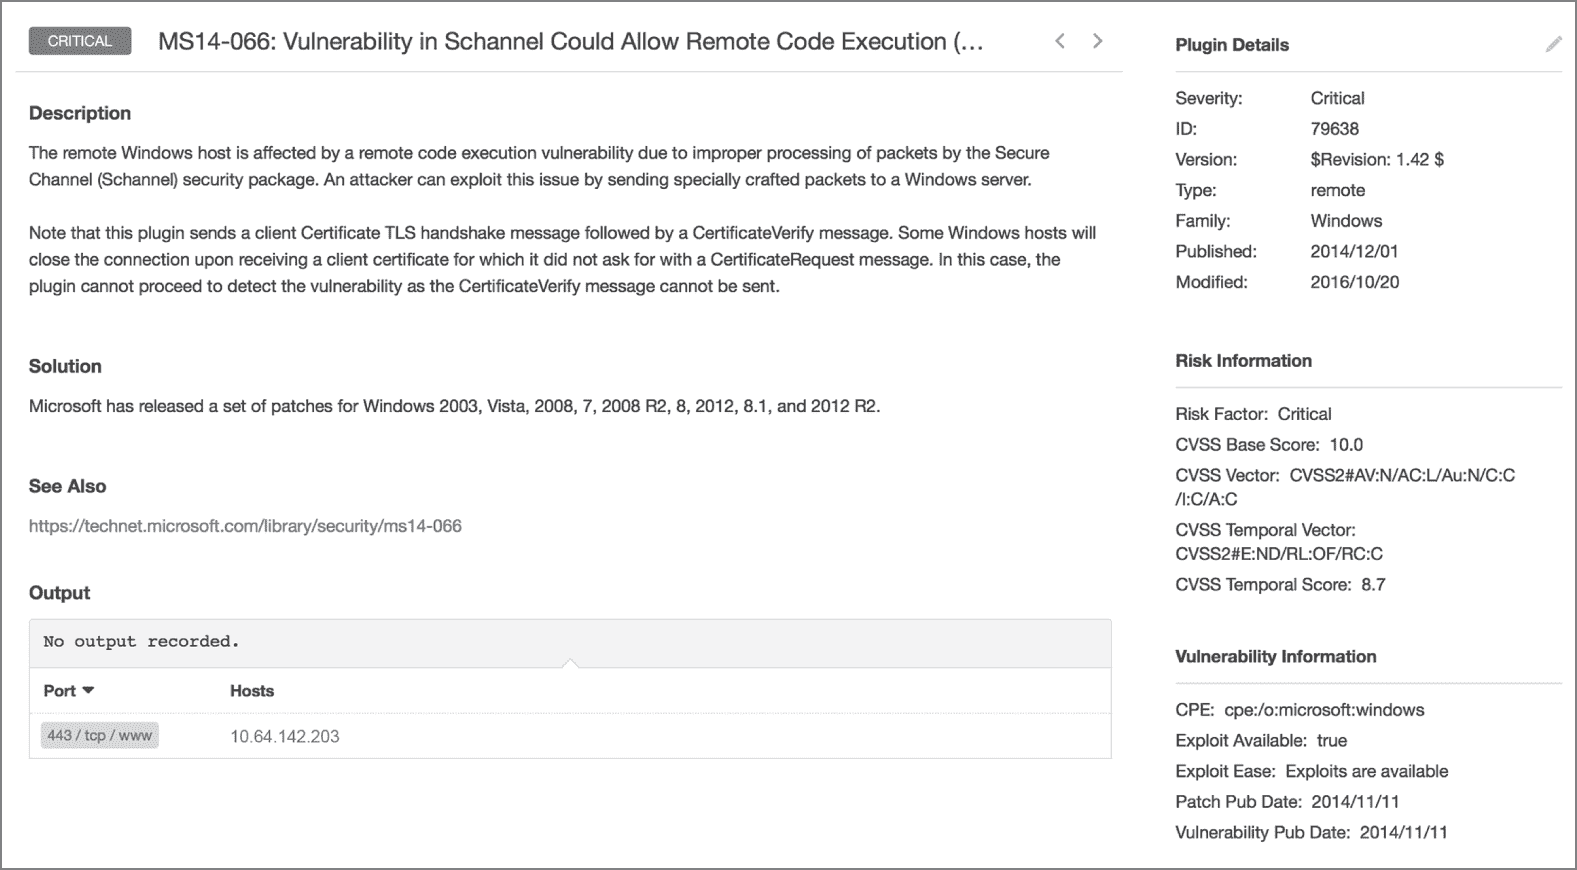 CRITICAL
MS14-066: Vulnerability in Schannel Could Allow Remote Code Execution (...
Description
The remote Windows host is affected by a remote code execution vulnerability due to improper processing of packets by the Secure
Channel (Schannel) security package. An attacker can exploit this issue by sending specially crafted packets to a Windows server.
Note that this plugin sends a client Certificate TLS handshake message followed by a CertificateVerify message. Some Windows hosts will
close the connection upon receiving a client certificate for which it did not ask for with a CertificateRequest message. In this case, the
plugin cannot proceed to detect the vulnerability as the CertificateVerify message cannot be sent.
Solution
Microsoft has released a set of patches for Windows 2003, Vista, 2008, 7, 2008 R2, 8, 2012, 8.1, and 2012 R2.
See Also
https://technet.microsoft.com/library/security/ms14-066
Output
No output recorded.
Port Hosts
443 / tcp / www 10.64.142.203
Plugin Details
Severity: Critical
ID: 79638
Version: $Revision: 1.42 $
Type: remote
Family: Windows
Published: 2014/12/01
Modified: 2016/10/20
Risk Information
Risk Factor: Critical
CVSS Base Score: 10.0
CVSS Vector: CVSS2#AV:N/AC:L/Au:N/C:C
/I:C/A:C
CVSS Temporal Vector:
CVSS2#E:ND/RL:OF/RC:C
CVSS Temporal Score: 8.7
Vulnerability Information
CPE: cpe:/o:microsoft:windows
Exploit Available: true
Exploit Ease: Exploits are available
Patch Pub Date: 2014/11/11
Vulnerability Pub Date: 2014/11/11